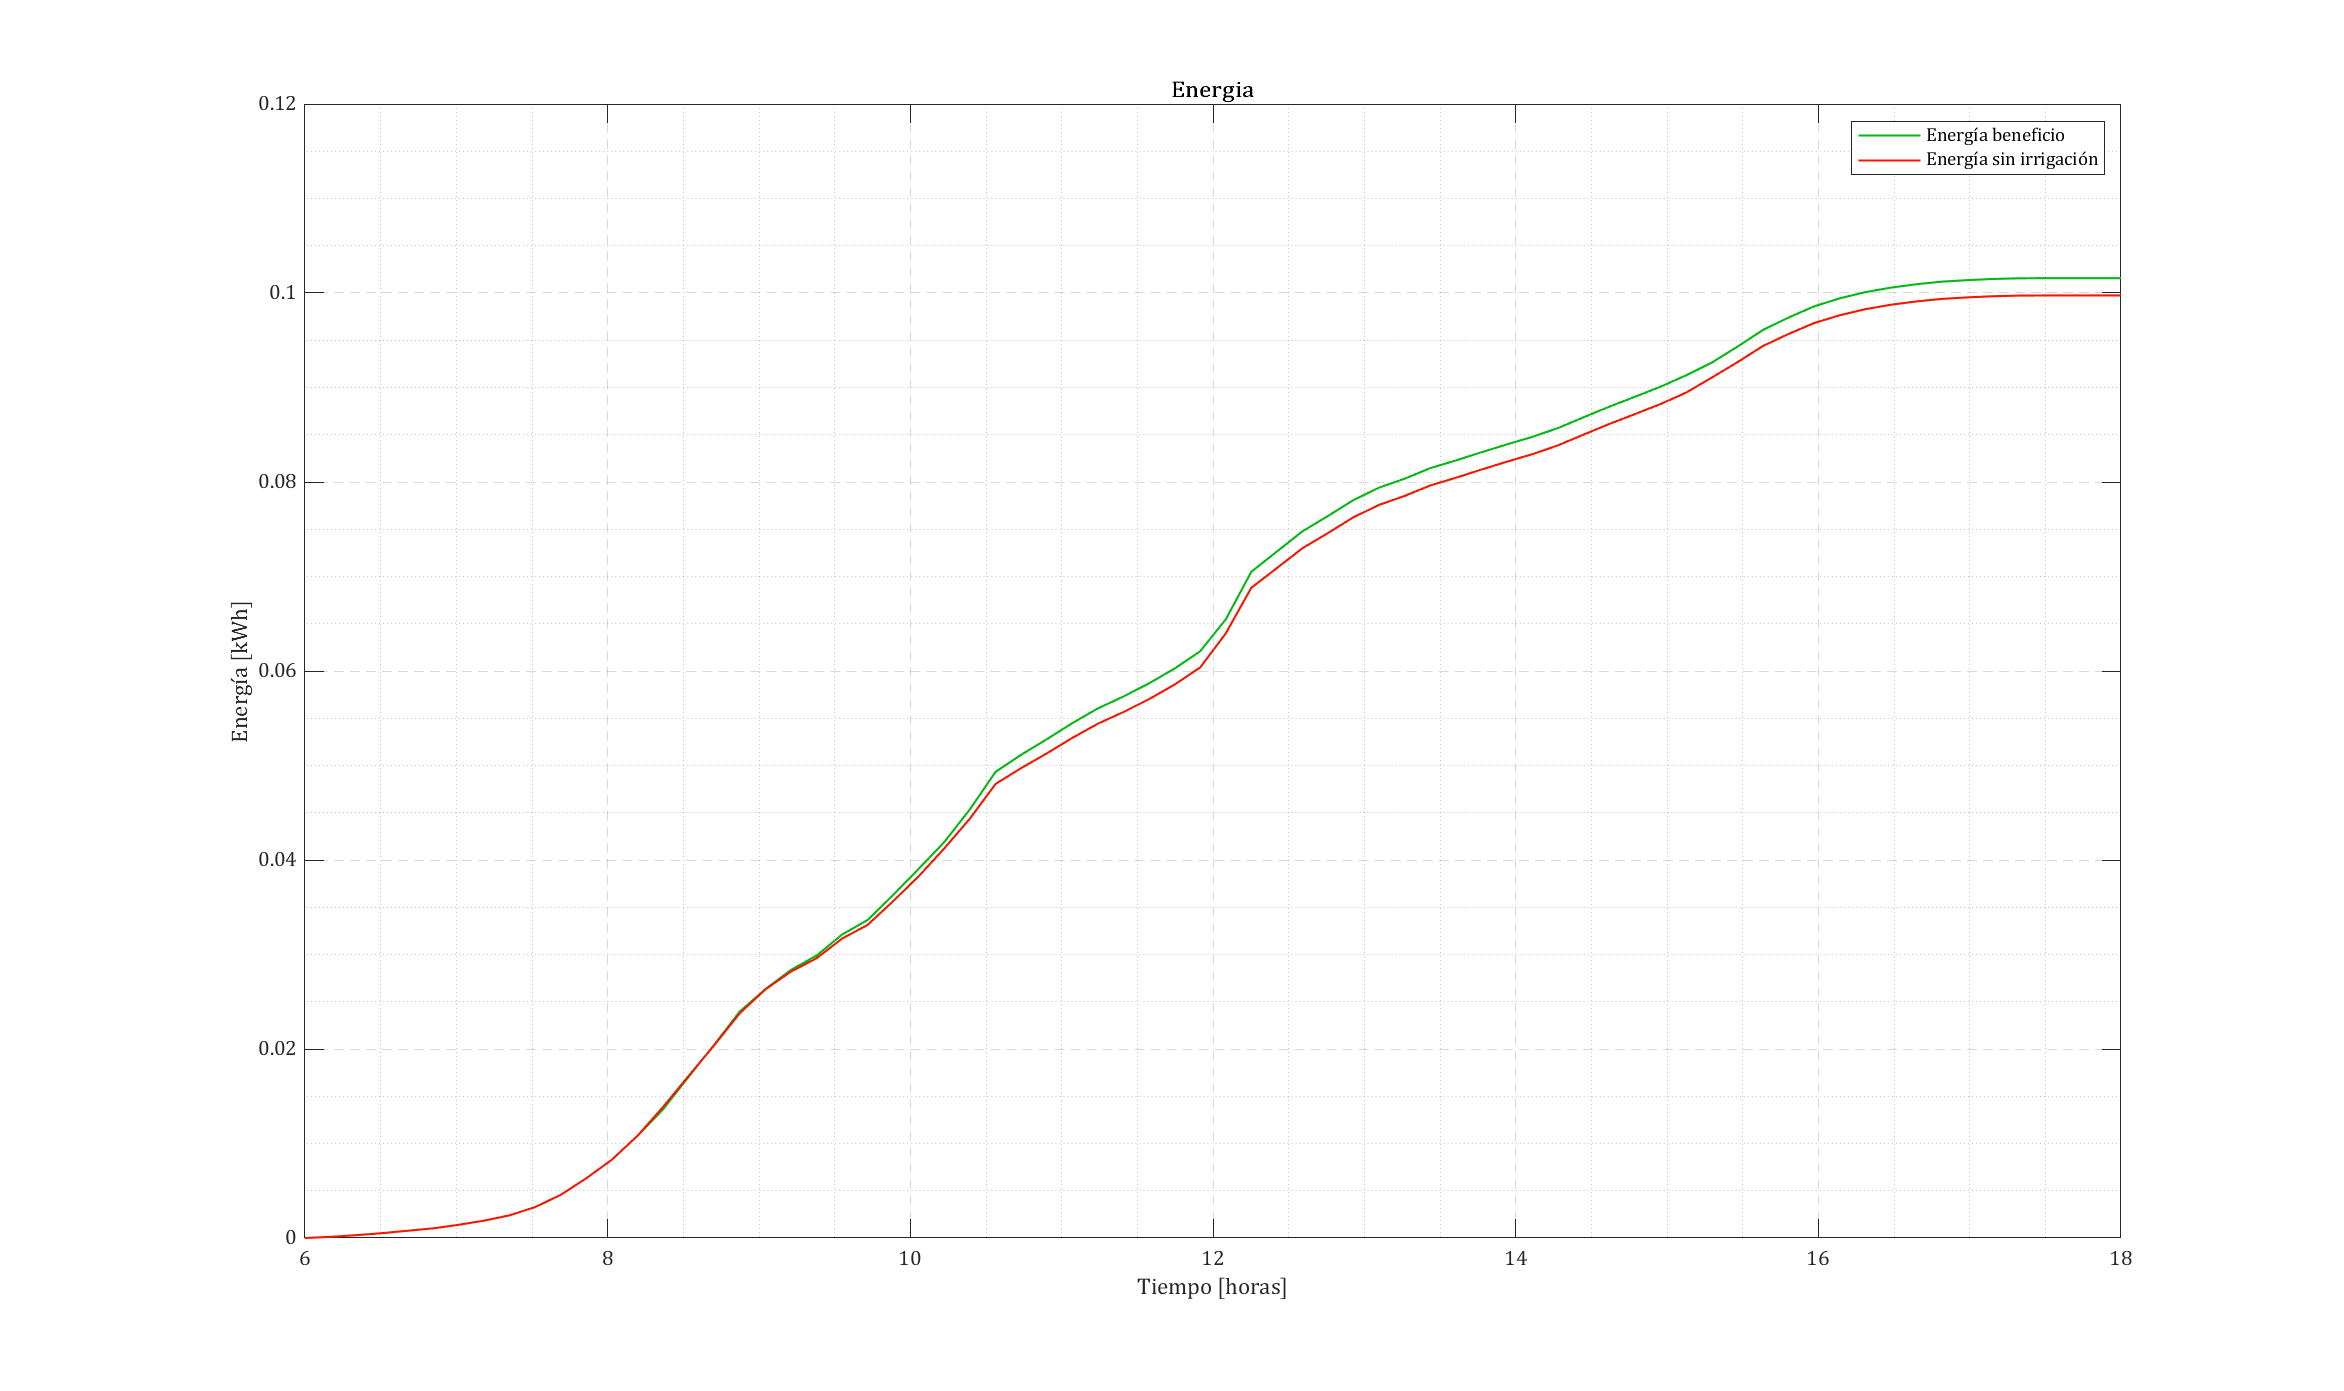 Energia
0.12
0.1
0.08
0.06
0.04
0.02
0
Energía [kWh]
6 8 10 12 14 16 18
Tiempo [horas]
Energía beneficio
Energía sin irrigación